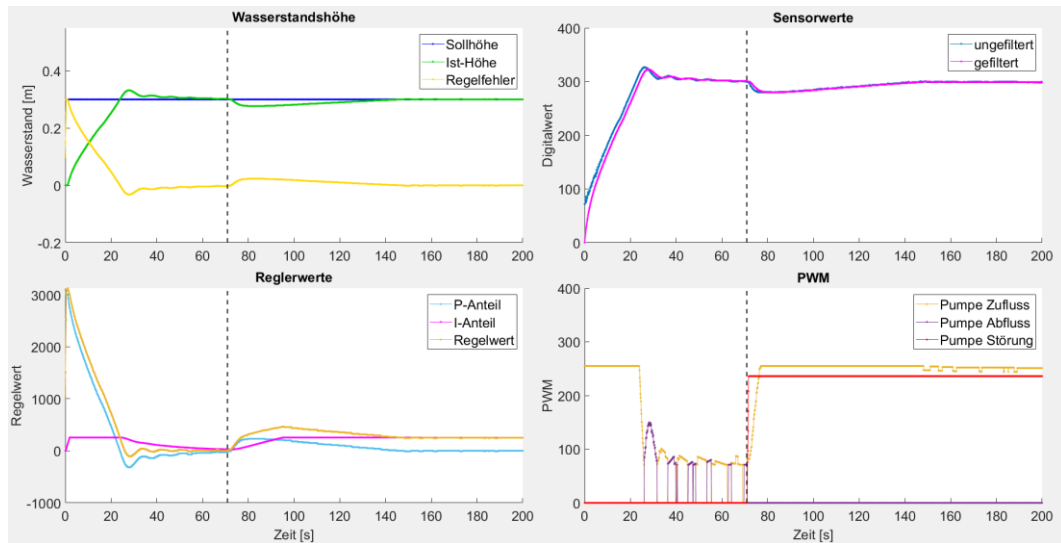 Wasserstandshöhe
Sollhöhe
Ist-Höhe
Regelfehler
Wasserstand [m]
0.4
0.2
0
-0.2
0 20 40 60 80 100 120 140 160 180 200
Sensorwerte
ungefiltert
gefiltert
Digitalwert
400
300
200
100
0
0 20 40 60 80 100 120 140 160 180 200
Reglerwerte
P-Anteil
I-Anteil
Regelwert
Regelwert
3000
2000
1000
0
-1000
0 20 40 60 80 100 120 140 160 180 200
Zeit [s]
PWM
Pumpe Zufluss
Pumpe Abfluss
Pumpe Störung
PWM
400
300
200
100
0
0 20 40 60 80 100 120 140 160 180 200
Zeit [s]